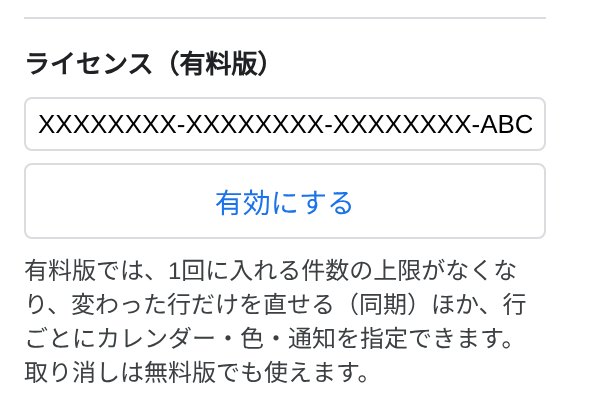 ライセンス（有料版）
XXXXXXXX-XXXXXXXX-XXXXXXXX-ABC
有効にする
有料版では、1回に入れる件数の上限がなくな
り、変わった行だけを直せる（同期）ほか、行
ごとにカレンダー・色・通知を指定できます。
取り消しは無料版でも使えます。